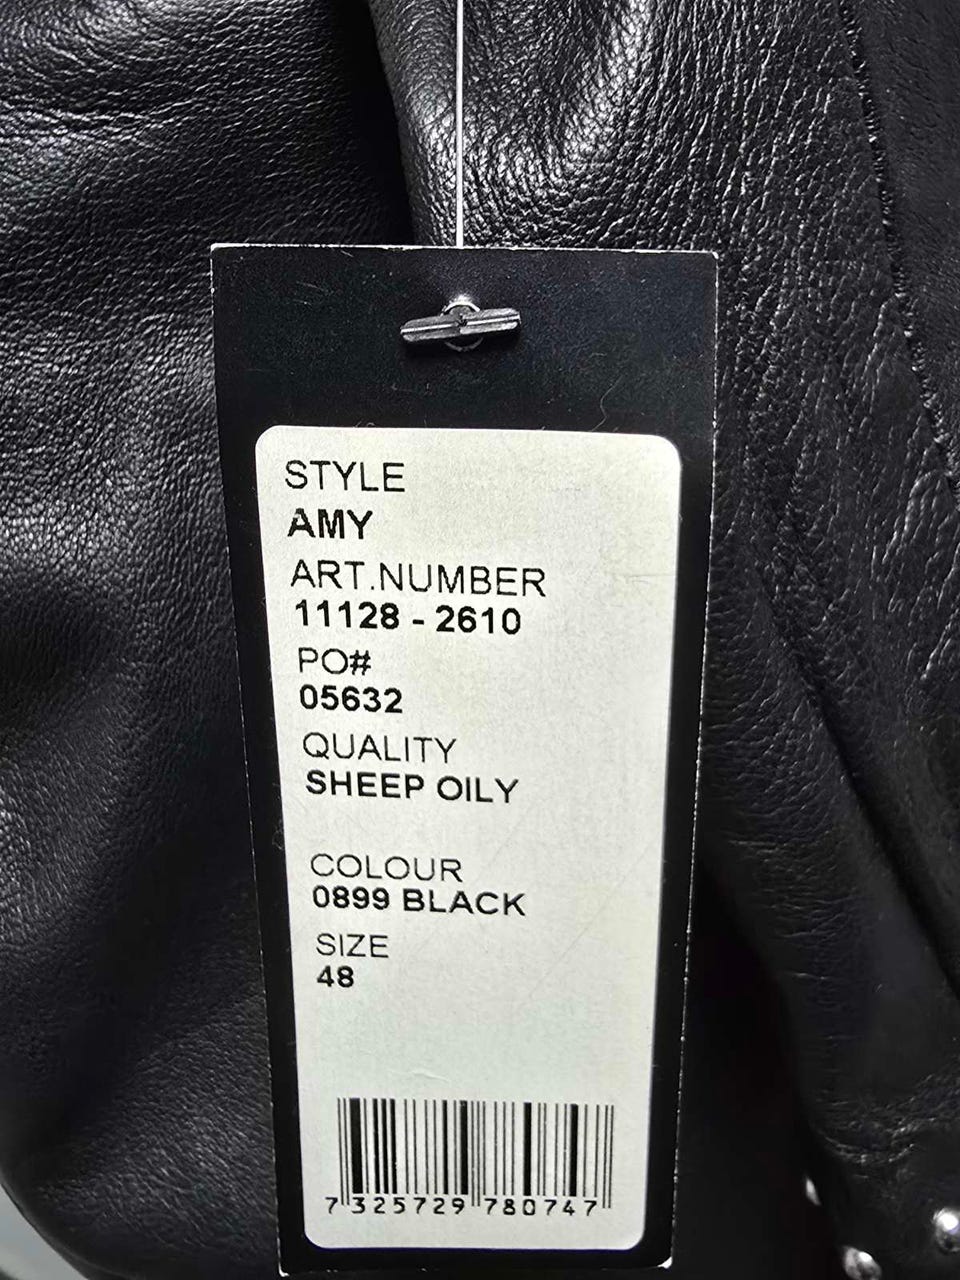 STYLE
AMY
ART.NUMBER
11128 - 2610
PO#
05632
QUALITY
SHEEP OILY
COLOUR
0899 BLACK
SIZE
48
7 325729 780747